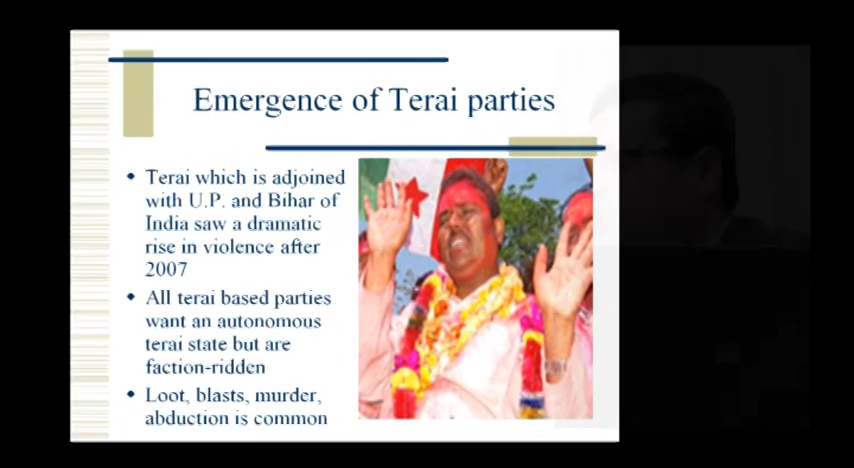 Emergence of Terai parties
Terai which is adjoined
with U.P. and Bihar of
India saw a dramatic
rise in violence after
2007
All terai based parties
want an autonomous
terai state but are
faction-ridden
Loot, blasts, murder,
abduction is common